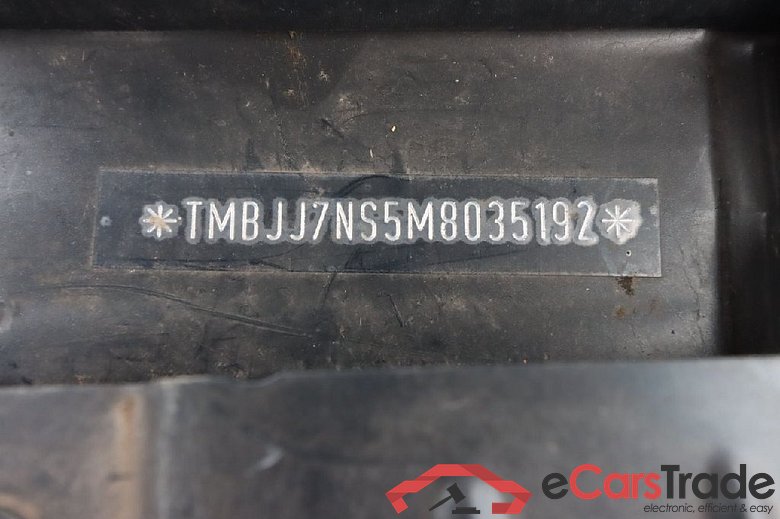 *TMBJJ7NS5M8035192*
eCarsTrade
electronic, efficient & easy